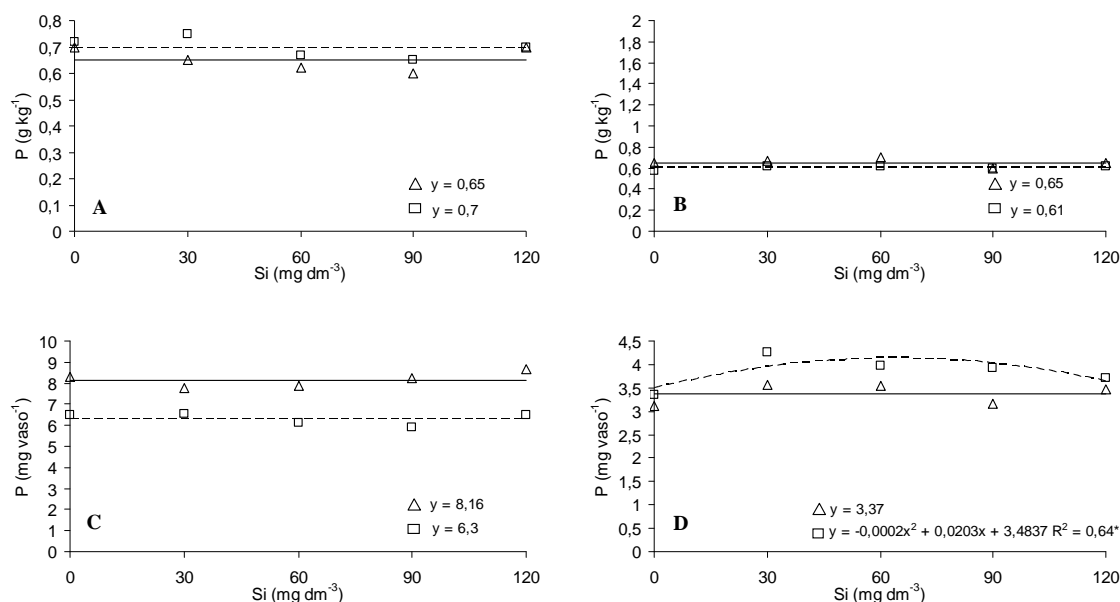 0,8
0,7
0,6
0,5
0,4
0,3
0,2
0,1
0
P (g kg⁻¹)
A
y = 0,65
y = 0,7
0 30 60 90 120
Si (mg dm⁻³)
2
1,8
1,6
1,4
1,2
1
0,8
0,6
0,4
0,2
0
P (g kg⁻¹)
B
y = 0,65
y = 0,61
0 30 60 90 120
Si (mg dm⁻³)
10
9
8
7
6
5
4
3
2
1
0
P (mg vaso⁻¹)
C
y = 8,16
y = 6,3
0 30 60 90 120
Si (mg dm⁻³)
4,5
4
3,5
3
2,5
2
1,5
1
0,5
0
P (mg vaso⁻¹)
D
y = 3,37
y = -0,0002x² + 0,0203x + 3,4837 R² = 0,64*
0 30 60 90 120
Si (mg dm⁻³)